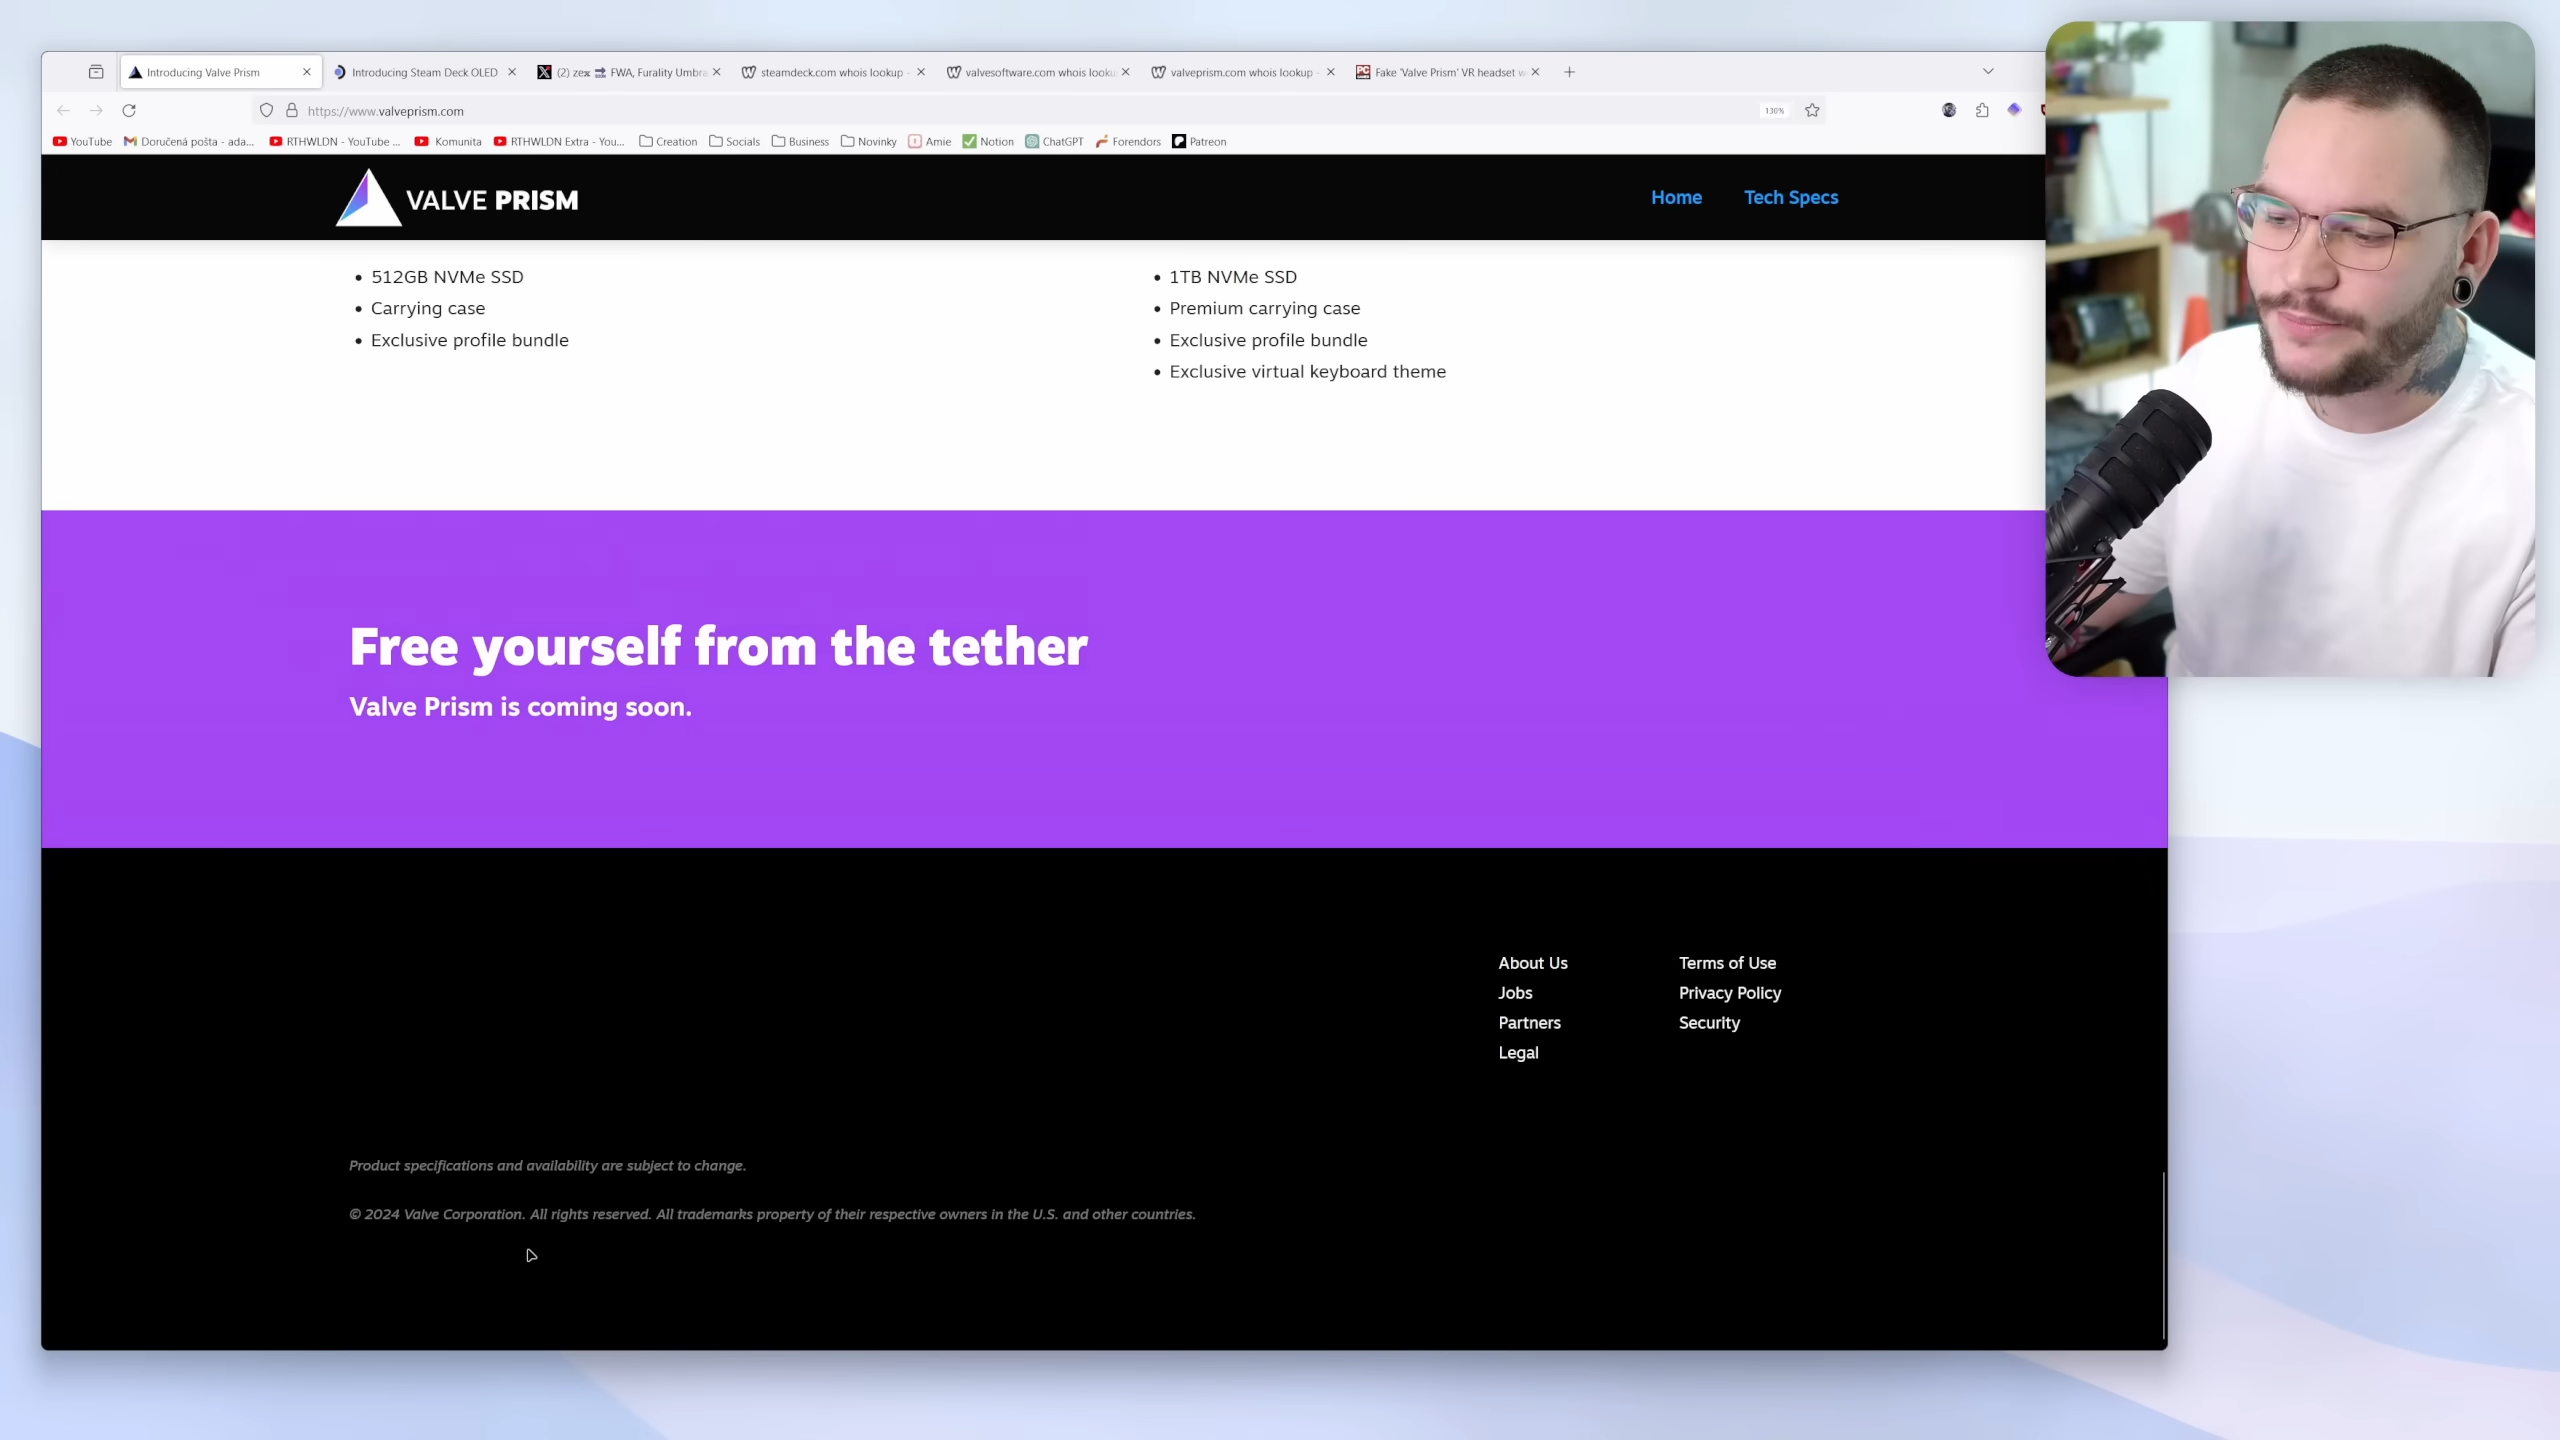 Introducing Valve Prism
Introducing Steam Deck OLED
(2) zex FWA, Furality Umbra
steamdeck.com whois lookup
valvesoftware.com whois looku
valveprism.com whois lookup
Fake 'Valve Prism' VR headset w
https://www.valveprism.com
130%
YouTube
Doručená pošta - ada...
RTHWLDN - YouTube ...
Komunita
RTHWLDN Extra - You...
Creation
Socials
Business
Novinky
Amie
Notion
ChatGPT
Forendors
Patreon
VALVE PRISM
Home
Tech Specs
512GB NVMe SSD
Carrying case
Exclusive profile bundle
1TB NVMe SSD
Premium carrying case
Exclusive profile bundle
Exclusive virtual keyboard theme
Free yourself from the tether
Valve Prism is coming soon.
About Us
Jobs
Partners
Legal
Terms of Use
Privacy Policy
Security
Product specifications and availability are subject to change.
© 2024 Valve Corporation. All rights reserved. All trademarks property of their respective owners in the U.S. and other countries.